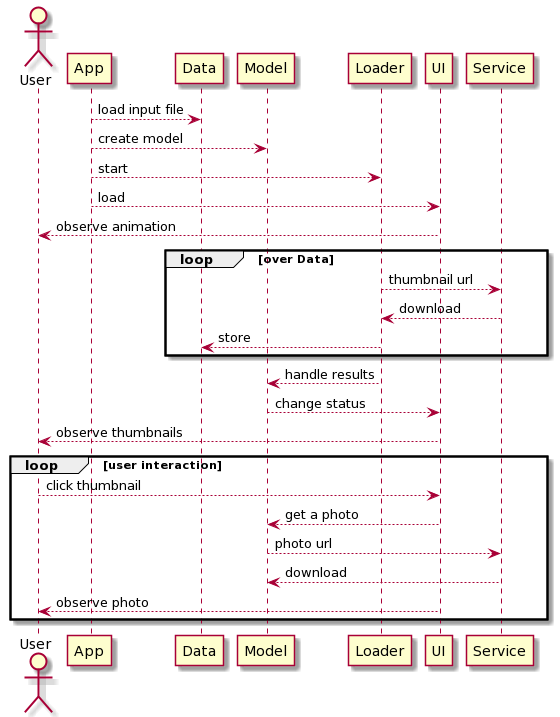 User
App
Data
Model
Loader
UI
Service
load input file
create model
start
load
observe animation
loop [over Data]
thumbnail url
download
store
handle results
change status
observe thumbnails
loop [user interaction]
click thumbnail
get a photo
photo url
download
observe photo
User
App
Data
Model
Loader
UI
Service